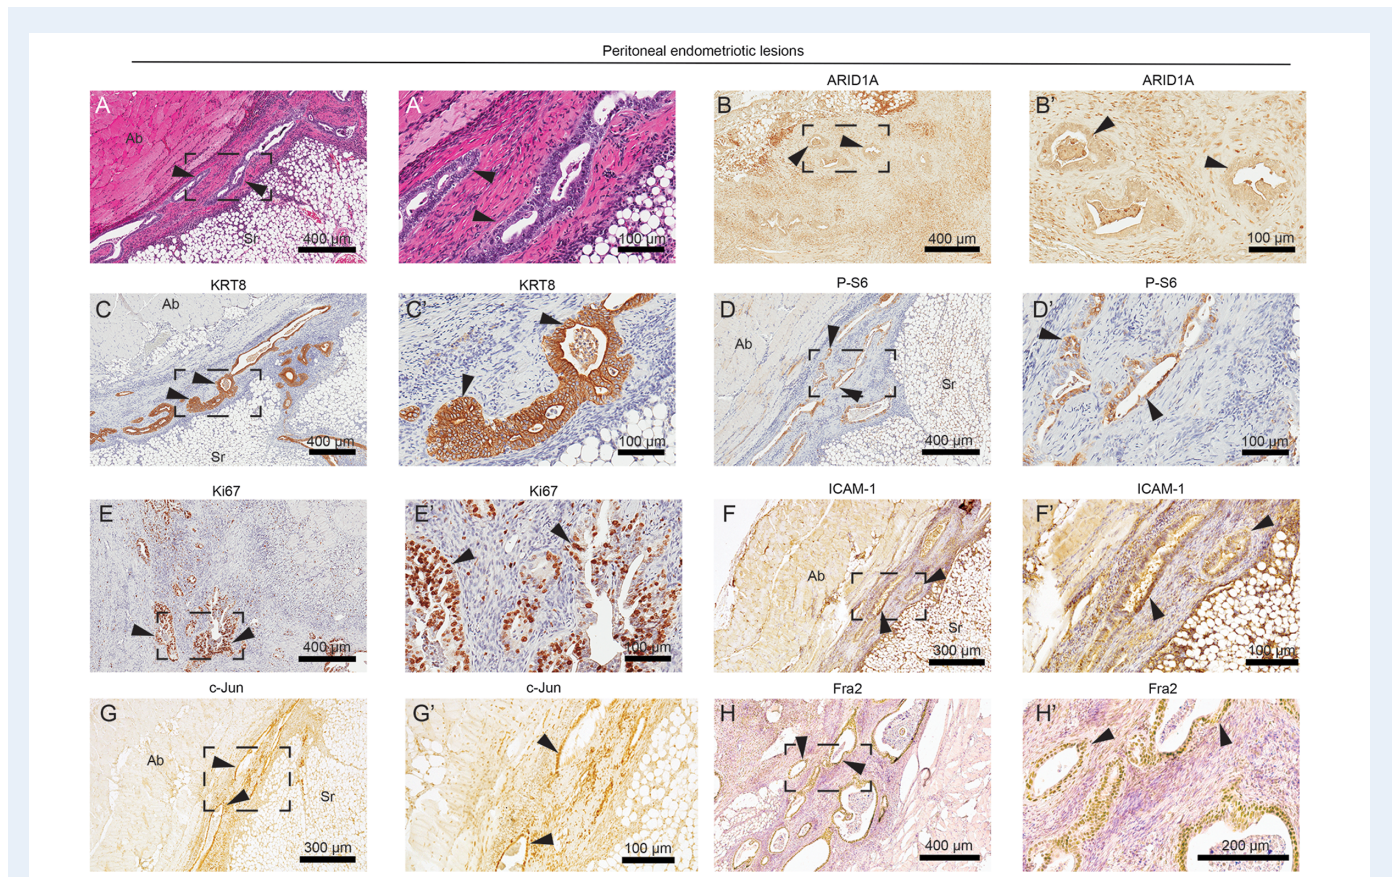 Peritoneal endometriotic lesions
ARID1A
ARID1A
A
Ab
Sr
400 µm
A'
100 µm
B
400 µm
B'
100 µm
KRT8
KRT8
P-S6
P-S6
C
Ab
Sr
400 µm
C'
100 µm
D
Ab
Sr
400 µm
D'
100 µm
Ki67
Ki67
ICAM-1
ICAM-1
E
400 µm
E'
100 µm
F
Ab
Sr
300 µm
F'
100 µm
c-Jun
c-Jun
Fra2
Fra2
G
Ab
Sr
300 µm
G'
100 µm
H
400 µm
H'
200 µm